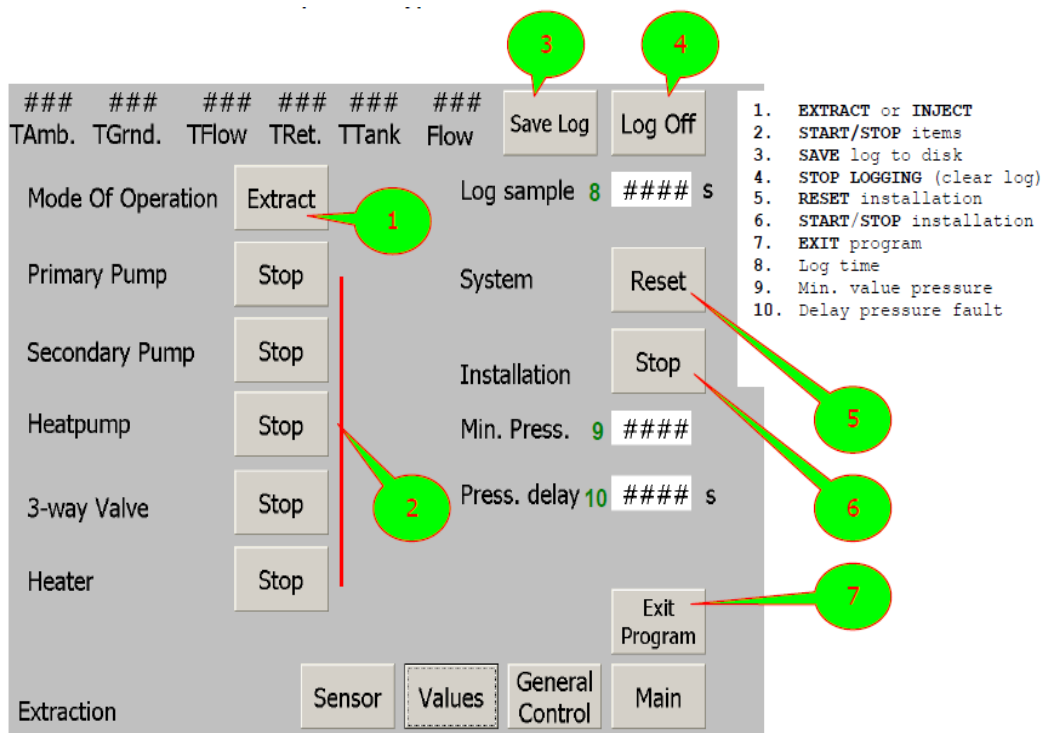 3 4
### ### ### ### ### ###
TAmb. TGrnd. TFlow TRet. TTank Flow Save Log Log Off
Mode Of Operation Extract 1 Log sample 8 #### s
Primary Pump Stop System Reset
Secondary Pump Stop Installation Stop
Heatpump Stop Min. Press. 9 #### 5
3-way Valve Stop 2 Press. delay 10 #### s 6
Heater Stop 7
Exit
Program
Extraction Sensor Values General Control Main
1. EXTRACT or INJECT
2. START/STOP items
3. SAVE log to disk
4. STOP LOGGING (clear log)
5. RESET installation
6. START/STOP installation
7. EXIT program
8. Log time
9. Min. value pressure
10. Delay pressure fault